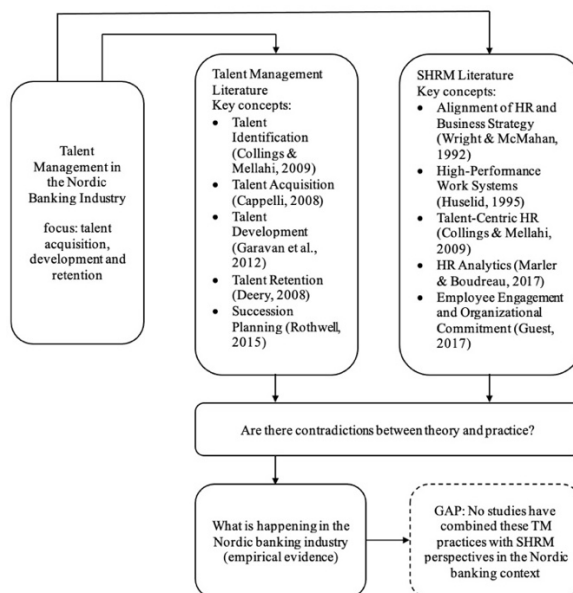 Talent
Management in
the Nordic
Banking Industry
focus: talent
acquisition,
development and
retention
Talent Management
Literature
Key concepts:
• Talent
Identification
(Collings &
Mellahi, 2009)
• Talent Acquisition
(Cappelli, 2008)
• Talent
Development
(Garavan et al.,
2012)
• Talent Retention
(Deery, 2008)
• Succession
Planning (Rothwell,
2015)
SHRM Literature
Key concepts:
• Alignment of HR and
Business Strategy
(Wright & McMahan,
1992)
• High-Performance
Work Systems
(Huselid, 1995)
• Talent-Centric HR
(Collings & Mellahi,
2009)
• HR Analytics (Marler
& Boudreau, 2017)
• Employee Engagement
and Organizational
Commitment (Guest,
2017)
Are there contradictions between theory and practice?
What is happening in the
Nordic banking industry
(empirical evidence)
GAP: No studies have
combined these TM
practices with SHRM
perspectives in the Nordic
banking context